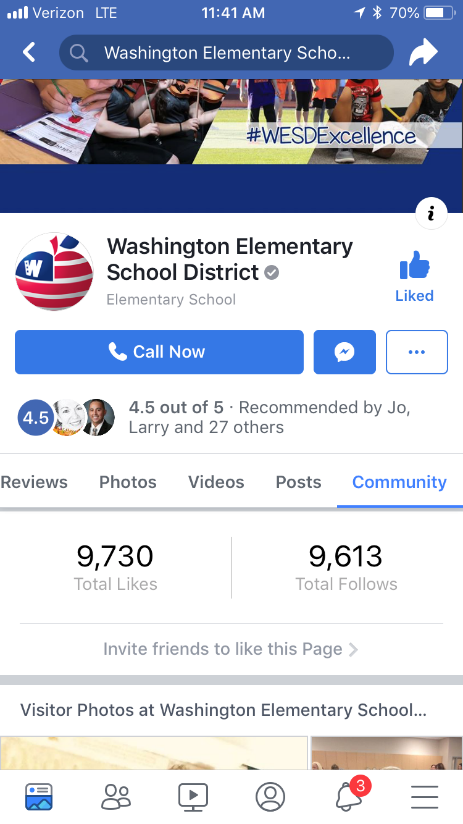 Verizon LTE 11:41 AM 70%
Washington Elementary Scho...
#WESDExcellence
i
W
Washington Elementary
School District
Elementary School
Liked
Call Now
...
4.5
4.5 out of 5 · Recommended by Jo,
Larry and 27 others
Reviews Photos Videos Posts Community
9,730 9,613
Total Likes Total Follows
Invite friends to like this Page
Visitor Photos at Washington Elementary School...
3